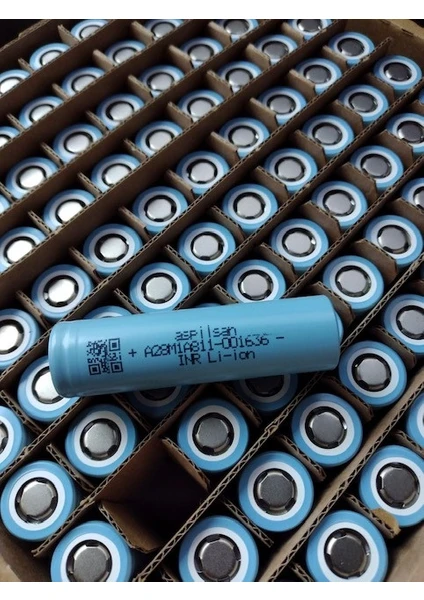 aspilsan
+ A28M1A811-001636 -
INR Li-ion